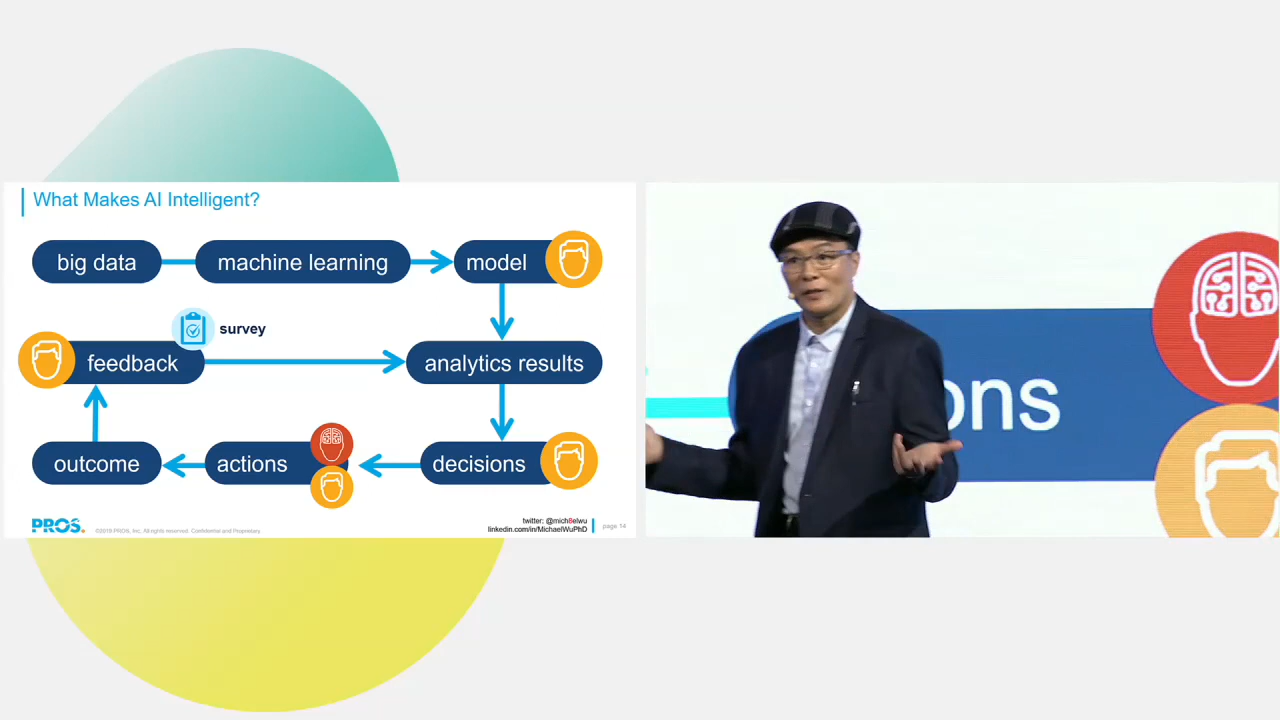 What Makes AI Intelligent?
big data
machine learning
model
survey
feedback
analytics results
outcome
actions
decisions
PROS.
©2019 PROS, Inc. All rights reserved. Confidential and Proprietary
twitter: @mich8elwu
linkedin.com/in/MichaelWuPhD
page 14
ons